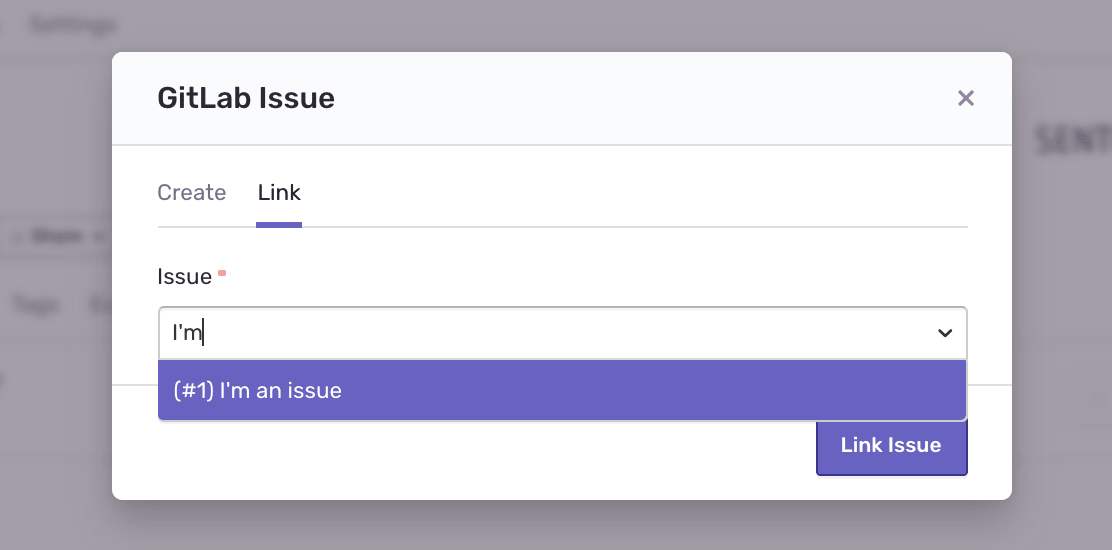 Settings
GitLab Issue
SENT
Create Link
Share
Issue
Tags
I'm
(#1) I'm an issue
Link Issue